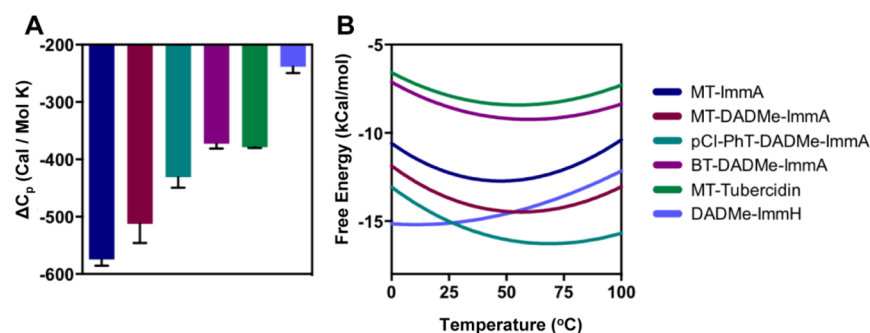 A
ΔCp (Cal / Mol K)
-200
-300
-400
-500
-600
B
Free Energy (kCal/mol)
-5
-10
-15
0
25
50
75
100
Temperature (oC)
MT-ImmA
MT-DADMe-ImmA
pCl-PhT-DADMe-ImmA
BT-DADMe-ImmA
MT-Tubercidin
DADMe-ImmH